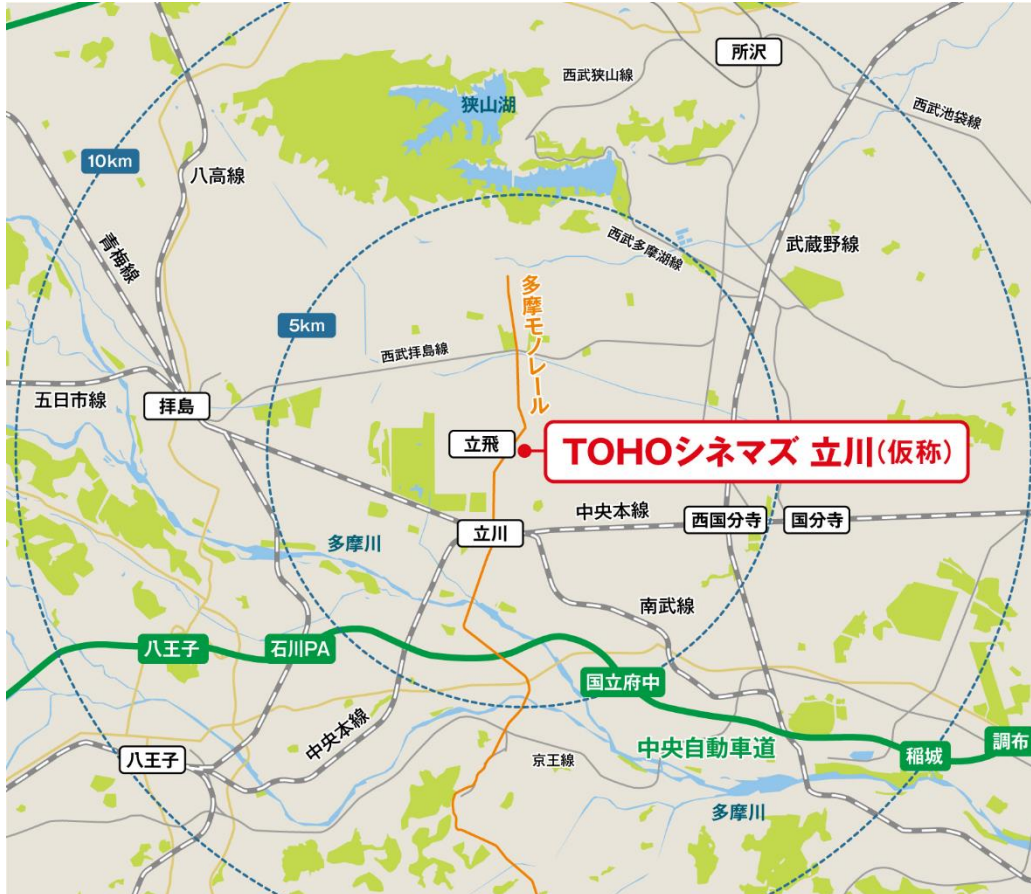 所沢
西武狭山線
狭山湖
西武池袋線
10km
八高線
青梅線
西武多摩湖線
武蔵野線
多摩モノレール
5km
西武拝島線
五日市線
拝島
立飛
TOHOシネマズ 立川(仮称)
中央本線
立川
西国分寺
国分寺
多摩川
南武線
八王子
石川PA
国立府中
中央本線
中央自動車道
調布
稲城
八王子
京王線
多摩川